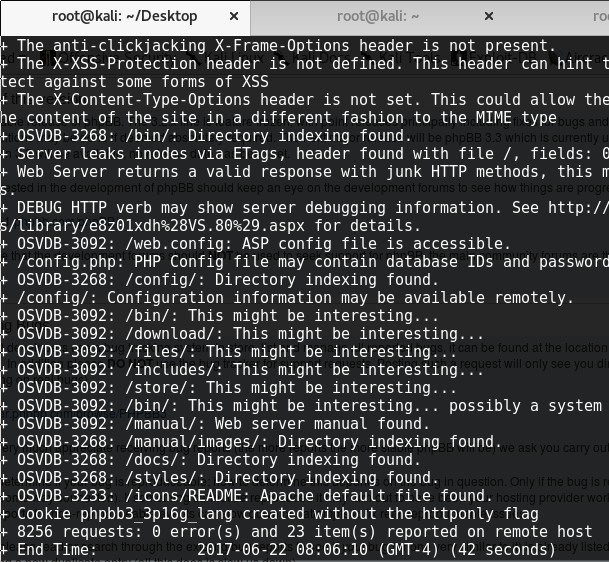 root@kali: ~/Desktop × root@kali: ~ × ro
+ The anti-clickjacking X-Frame-Options header is not present.
+ The X-XSS-Protection header is not defined. This header can hint t
tect against some forms of XSS
+ The X-Content-Type-Options header is not set. This could allow the
he content of the site in a different fashion to the MIME type
+ OSVDB-3268: /bin/: Directory indexing found.
+ Server leaks inodes via ETags, header found with file /, fields: 0
+ Web Server returns a valid response with junk HTTP methods, this m
s.
+ DEBUG HTTP verb may show server debugging information. See http://
s/library/e8z01xdh%28VS.80%29.aspx for details.
+ OSVDB-3092: /web.config: ASP config file is accessible.
+ /config.php: PHP Config file may contain database IDs and password
+ OSVDB-3268: /config/: Directory indexing found.
+ /config/: Configuration information may be available remotely.
+ OSVDB-3092: /bin/: This might be interesting...
+ OSVDB-3092: /download/: This might be interesting...
+ OSVDB-3092: /files/: This might be interesting...
+ OSVDB-3092: /includes/: This might be interesting...
+ OSVDB-3092: /store/: This might be interesting...
+ OSVDB-3092: /bin/: This might be interesting... possibly a system
+ OSVDB-3092: /manual/: Web server manual found.
+ OSVDB-3268: /manual/images/: Directory indexing found.
+ OSVDB-3268: /docs/: Directory indexing found.
+ OSVDB-3268: /styles/: Directory indexing found.
+ OSVDB-3233: /icons/README: Apache default file found.
+ Cookie phpbb3_3p16g_lang created without the httponly flag
+ 8256 requests: 0 error(s) and 23 item(s) reported on remote host
+ End Time: 2017-06-22 08:06:10 (GMT-4) (42 seconds)